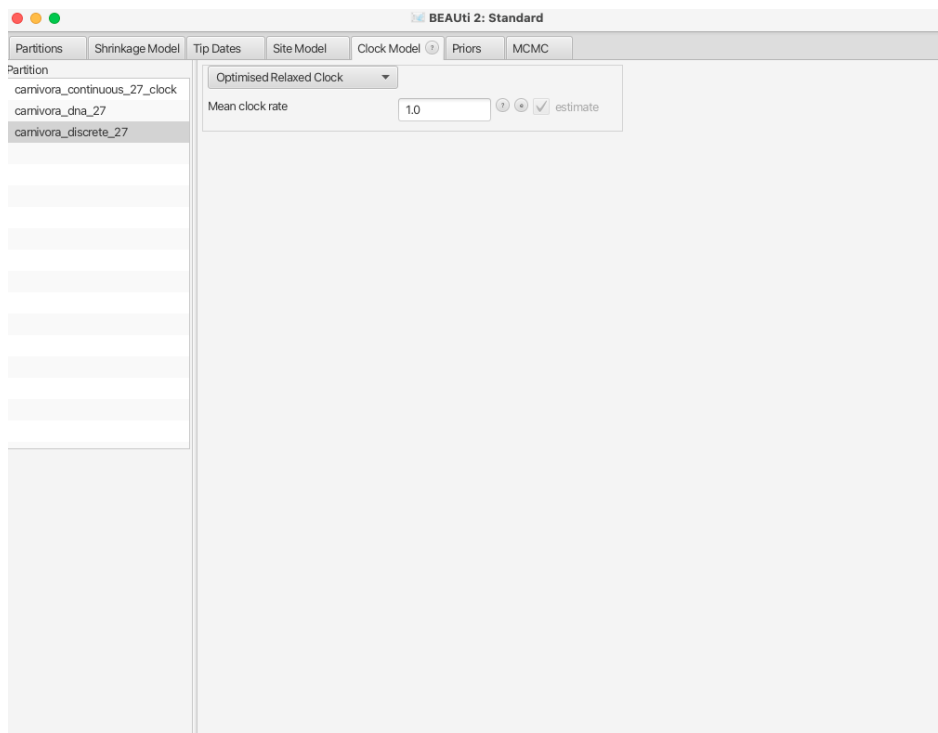 BEAUti 2: Standard
Partitions Shrinkage Model Tip Dates Site Model Clock Model ? Priors MCMC
Partition
carnivora_continuous_27_clock
carnivora_dna_27
carnivora_discrete_27
Optimised Relaxed Clock
Mean clock rate 1.0 ? e estimate